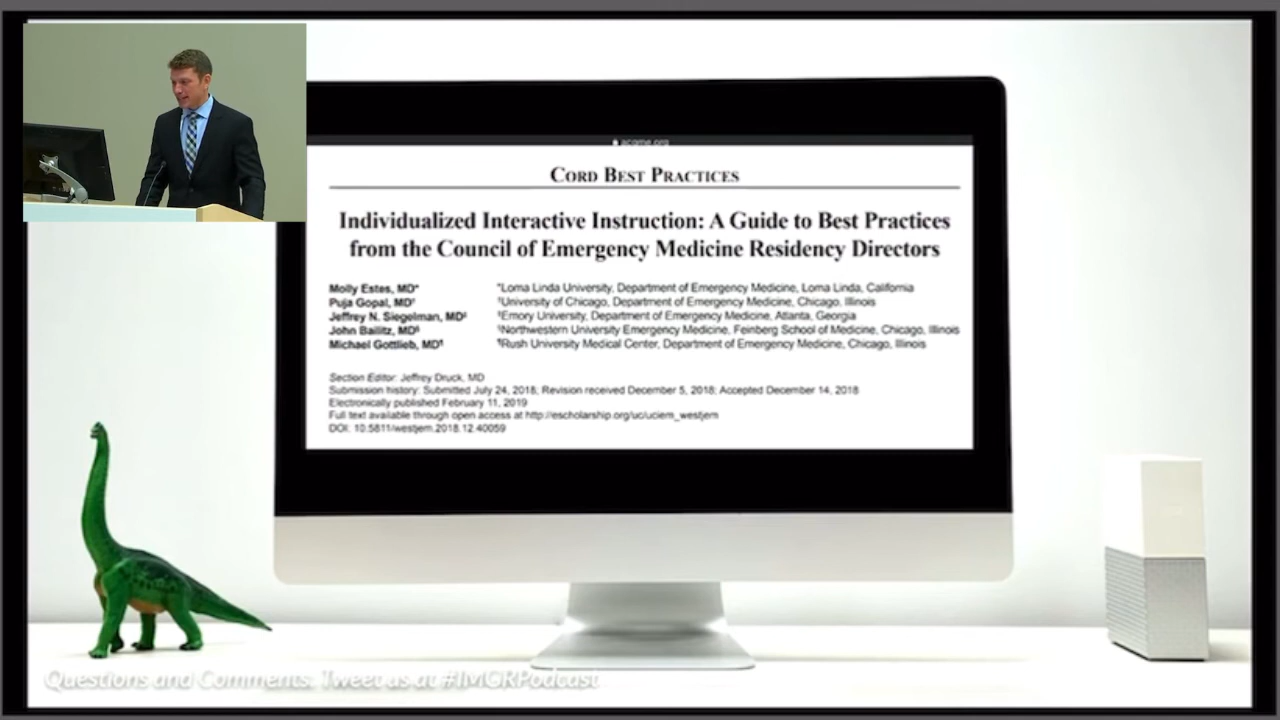 acgme.org
CORD BEST PRACTICES
Individualized Interactive Instruction: A Guide to Best Practices
from the Council of Emergency Medicine Residency Directors
Molly Estes, MD* *Loma Linda University, Department of Emergency Medicine, Loma Linda, California
Puja Gopal, MD† †University of Chicago, Department of Emergency Medicine, Chicago, Illinois
Jeffrey N. Siegelman, MD‡ ‡Emory University, Department of Emergency Medicine, Atlanta, Georgia
John Bailitz, MD§ §Northwestern University Emergency Medicine, Feinberg School of Medicine, Chicago, Illinois
Michael Gottlieb, MD¶ ¶Rush University Medical Center, Department of Emergency Medicine, Chicago, Illinois
Section Editor: Jeffrey Druck, MD
Submission history: Submitted July 24, 2018; Revision received December 5, 2018; Accepted December 14, 2018
Electronically published February 11, 2019
Full text available through open access at http://escholarship.org/uc/uciem_westjem
DOI: 10.5811/westjem.2018.12.40059
Questions and Comments: Tweet us at #IMGRPodcast